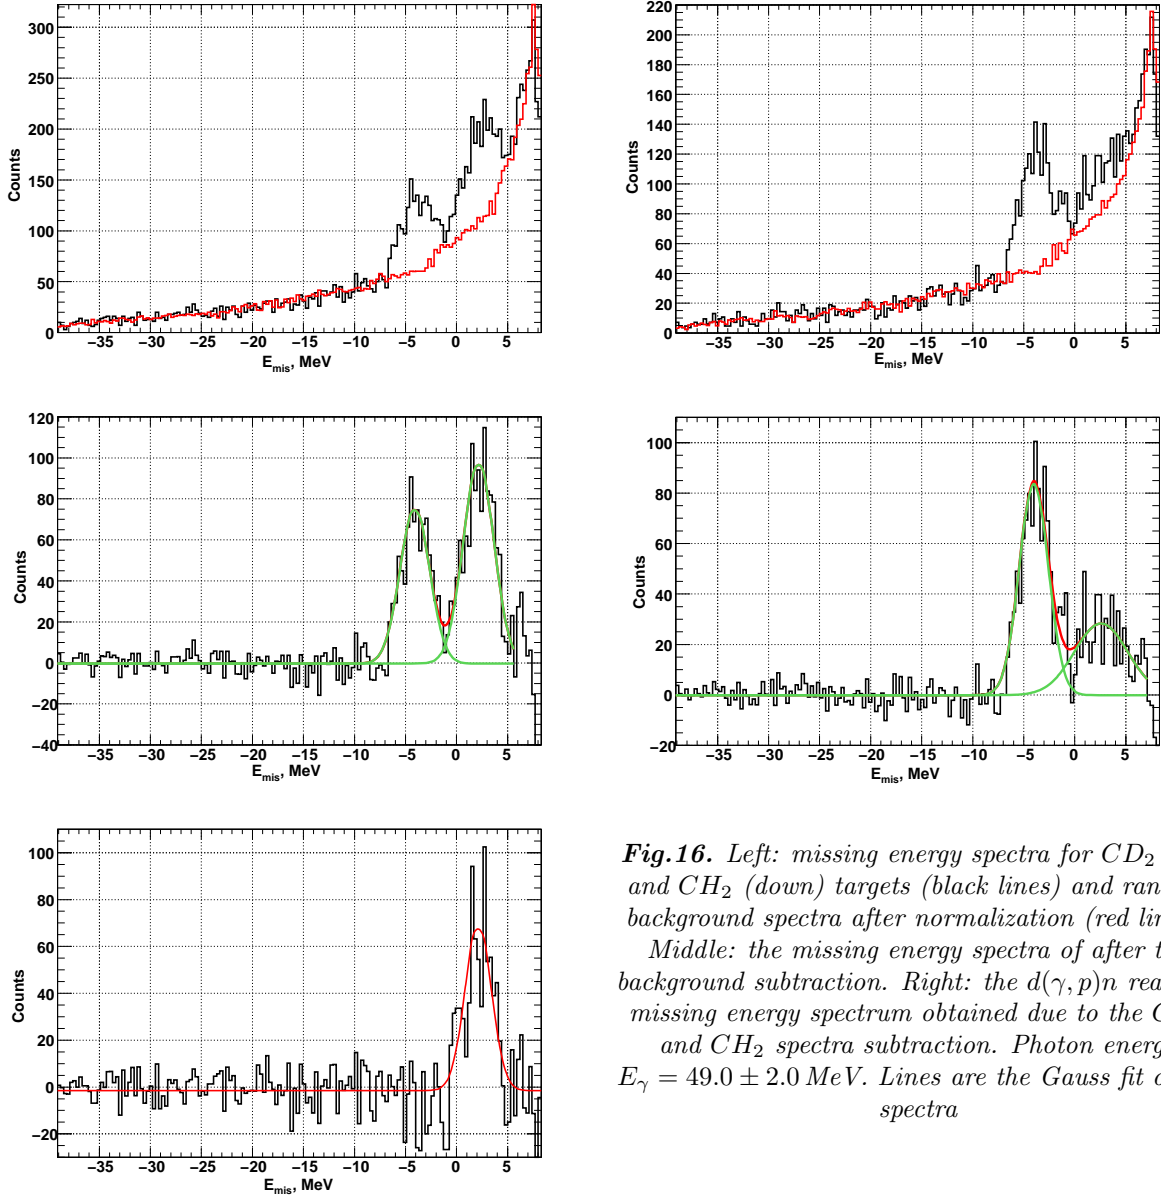 300
250
200
150
100
50
0
Counts
−35 −30 −25 −20 −15 −10 −5 0 5
E_mis, MeV
220
200
180
160
140
120
100
80
60
40
20
0
Counts
−35 −30 −25 −20 −15 −10 −5 0 5
E_mis, MeV
120
100
80
60
40
20
0
−20
−40
Counts
−35 −30 −25 −20 −15 −10 −5 0 5
E_mis, MeV
100
80
60
40
20
0
−20
Counts
−35 −30 −25 −20 −15 −10 −5 0 5
E_mis, MeV
100
80
60
40
20
0
−20
Counts
−35 −30 −25 −20 −15 −10 −5 0 5
E_mis, MeV
Fig.16. Left: missing energy spectra for CD₂
and CH₂ (down) targets (black lines) and ran
background spectra after normalization (red lin
Middle: the missing energy spectra of after t
background subtraction. Right: the d(γ, p)n rea
missing energy spectrum obtained due to the
and CH₂ spectra subtraction. Photon energ
E_γ = 49.0 ± 2.0 MeV. Lines are the Gauss fit
spectra